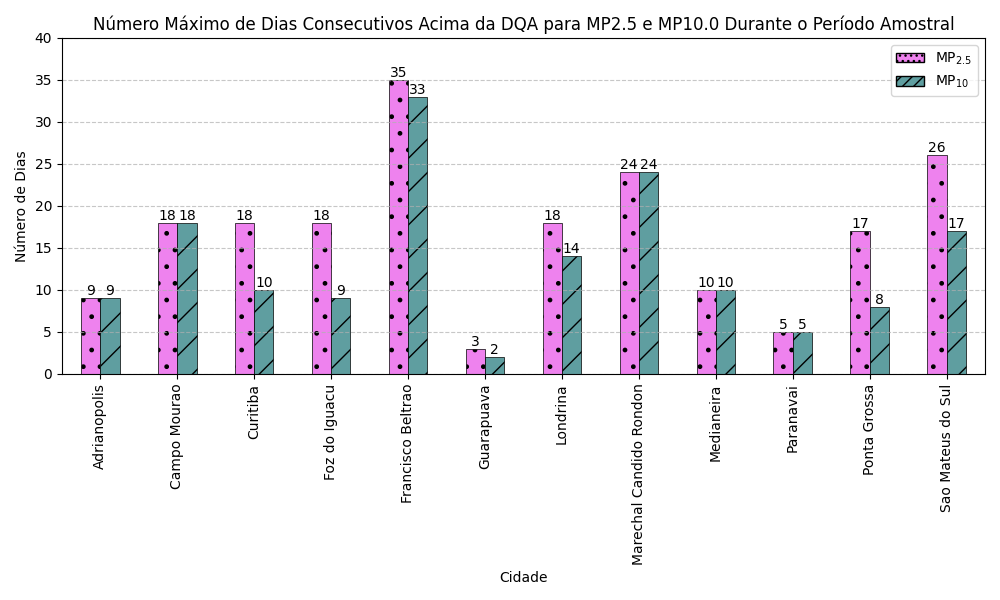 Número Máximo de Dias Consecutivos Acima da DQA para MP2.5 e MP10.0 Durante o Período Amostral
MP2.5
MP10
Número de Dias
40
35
30
25
20
15
10
5
0
9 9
18 18
18 10
18 9
35 33
3 2
18 14
24 24
10 10
5 5
17 8
26 17
Adrianopolis
Campo Mourao
Curitiba
Foz do Iguacu
Francisco Beltrao
Guarapuava
Londrina
Marechal Candido Rondon
Medianeira
Paranavai
Ponta Grossa
Sao Mateus do Sul
Cidade